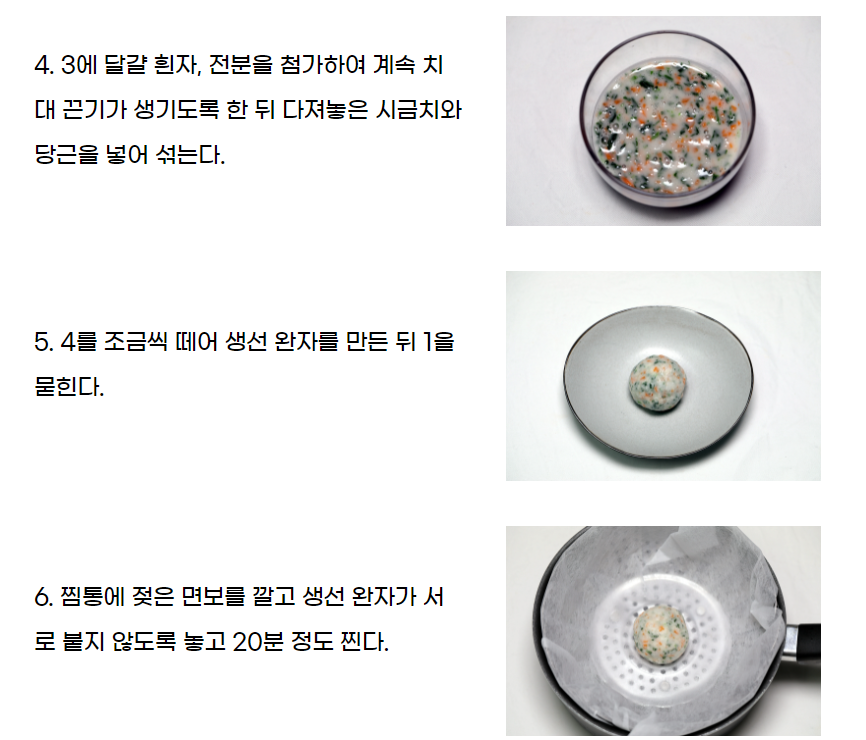 4. 3에 달걀 흰자, 전분을 첨가하여 계속 치
대 끈기가 생기도록 한 뒤 다져놓은 시금치와
당근을 넣어 섞는다.
5. 4를 조금씩 떼어 생선 완자를 만든 뒤 1을
묻힌다.
6. 찜통에 젖은 면보를 깔고 생선 완자가 서
로 붙지 않도록 놓고 20분 정도 찐다.